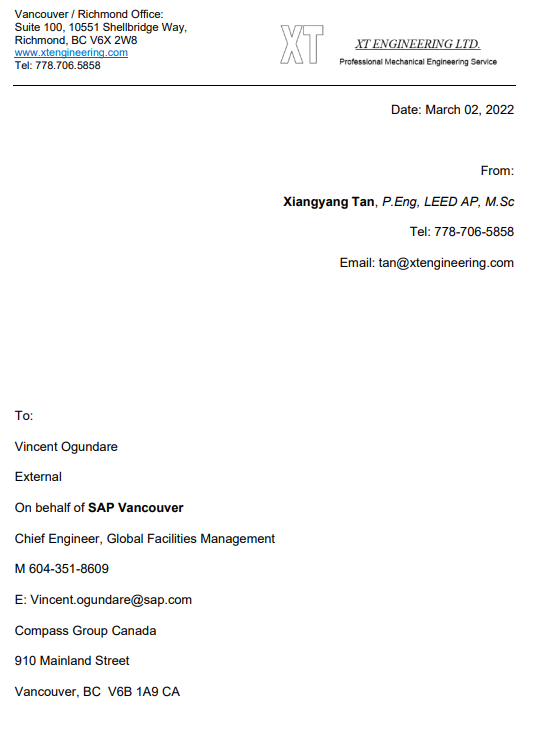 Vancouver / Richmond Office:
Suite 100, 10551 Shellbridge Way,
Richmond, BC V6X 2W8
www.xtengineering.com
Tel: 778.706.5858
XT
XT ENGINEERING LTD.
Professional Mechanical Engineering Service
Date: March 02, 2022
From:
Xiangyang Tan, P.Eng, LEED AP, M.Sc
Tel: 778-706-5858
Email: tan@xtengineering.com
To:
Vincent Ogundare
External
On behalf of SAP Vancouver
Chief Engineer, Global Facilities Management
M 604-351-8609
E: Vincent.ogundare@sap.com
Compass Group Canada
910 Mainland Street
Vancouver, BC  V6B 1A9 CA